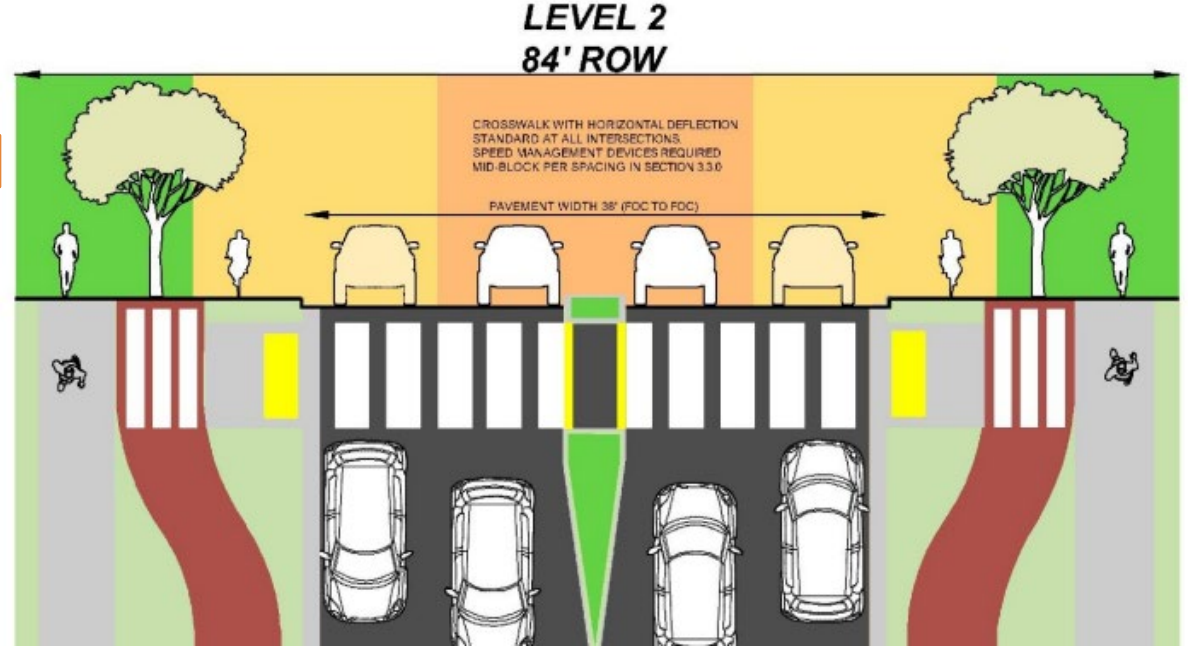 LEVEL 2
84' ROW
CROSSWALK WITH HORIZONTAL DEFLECTION
STANDARD AT ALL INTERSECTIONS.
SPEED MANAGEMENT DEVICES REQUIRED
MID-BLOCK PER SPACING IN SECTION 3.3.0
PAVEMENT WIDTH 38' (FOC TO FOC)